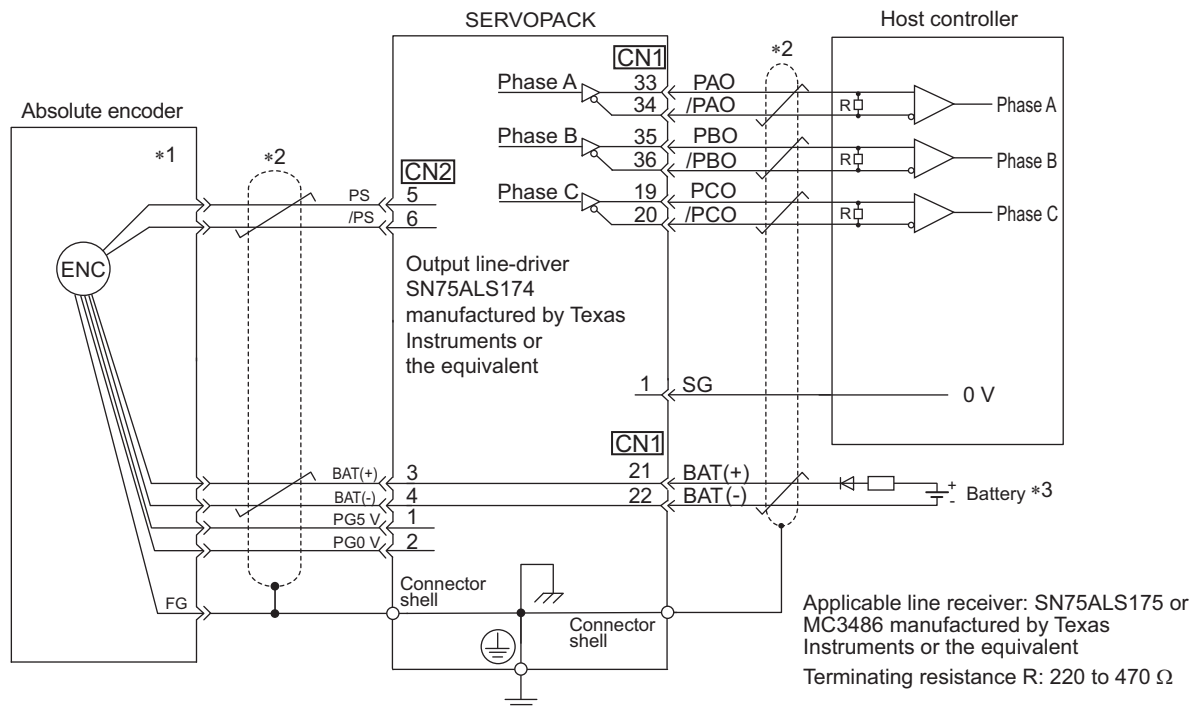 SERVOPACK
Host controller
Absolute encoder
*1
*2
*2
CN1
Phase A
33
PAO
34
/PAO
R
Phase A
Phase B
35
PBO
36
/PBO
R
Phase B
Phase C
19
PCO
20
/PCO
R
Phase C
CN2
PS
5
/PS
6
ENC
Output line-driver
SN75ALS174
manufactured by Texas
Instruments or
the equivalent
1
SG
0 V
CN1
BAT(+)
3
21
BAT(+)
BAT(-)
4
22
BAT(-)
+
-
Battery *3
PG5 V
1
PG0 V
2
FG
Connector
shell
Connector
shell
Applicable line receiver: SN75ALS175 or
MC3486 manufactured by Texas
Instruments or the equivalent
Terminating resistance R: 220 to 470 Ω